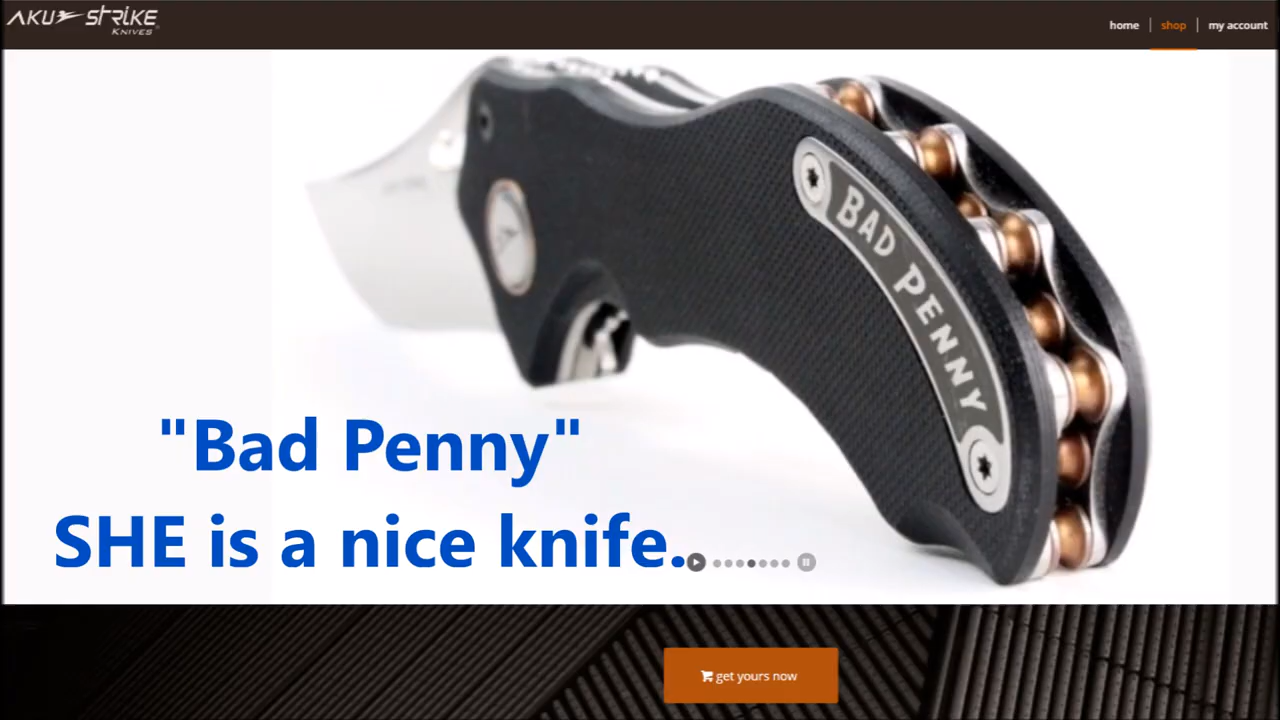 AKU STRIKE
KNIVES
home
shop
my account
BAD PENNY
"Bad Penny"
SHE is a nice knife.
get yours now